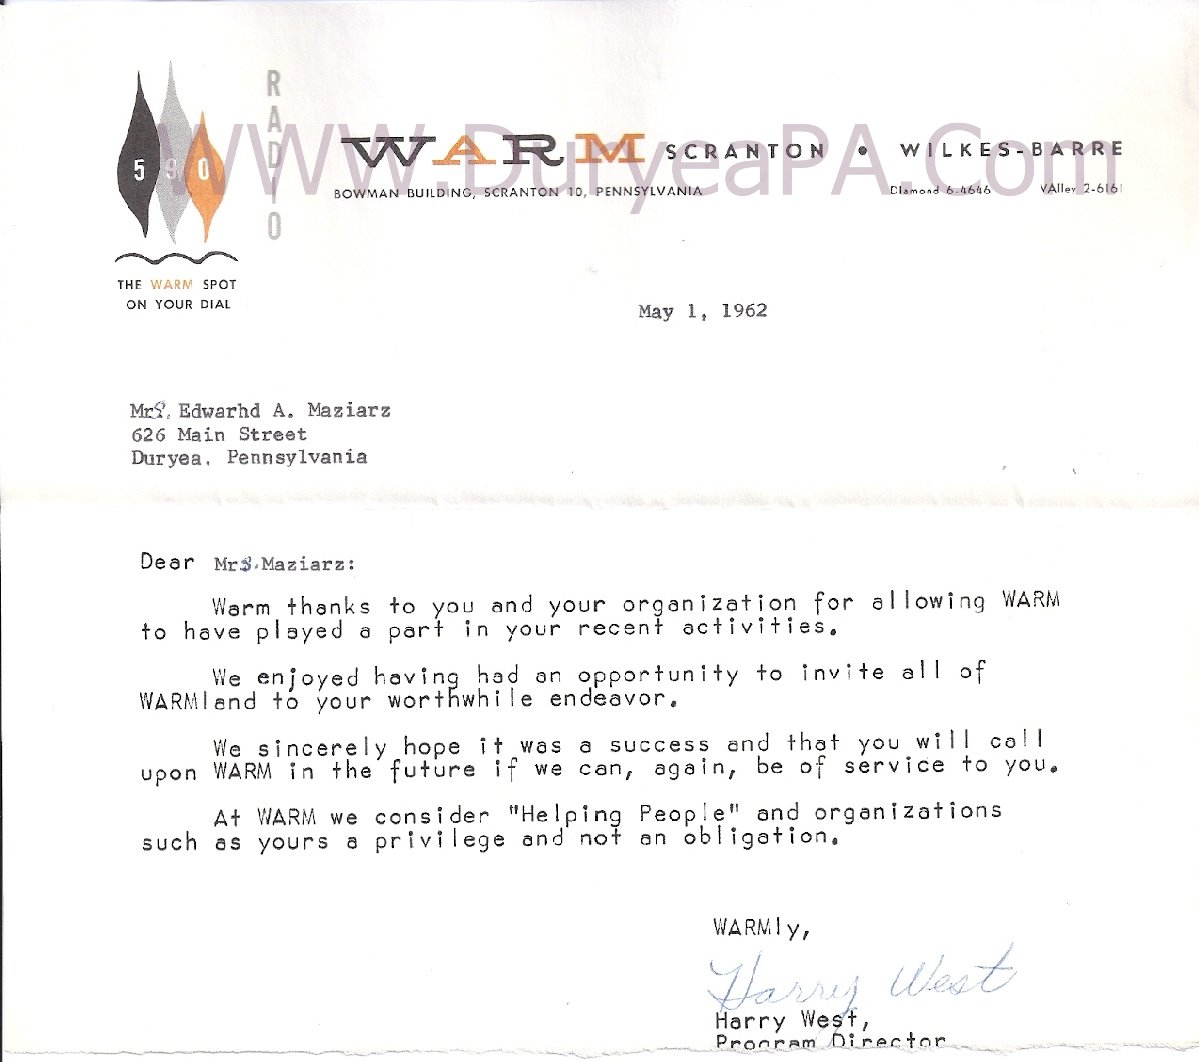 590
RADIO
THE WARM SPOT
ON YOUR DIAL
WARM SCRANTON • WILKES-BARRE
BOWMAN BUILDING, SCRANTON 10, PENNSYLVANIA DIamond 6-4646 VAlley 2-6161
WWW.DuryeaPA.Com
May 1, 1962
Mrs. Edwarhd A. Maziarz
626 Main Street
Duryea, Pennsylvania
Dear Mrs. Maziarz:
Warm thanks to you and your organization for allowing WARM
to have played a part in your recent activities.
We enjoyed having had an opportunity to invite all of
WARMland to your worthwhile endeavor.
We sincerely hope it was a success and that you will call
upon WARM in the future if we can, again, be of service to you.
At WARM we consider "Helping People" and organizations
such as yours a privilege and not an obligation.
WARMly,
Harry West
Harry West,
Program Director